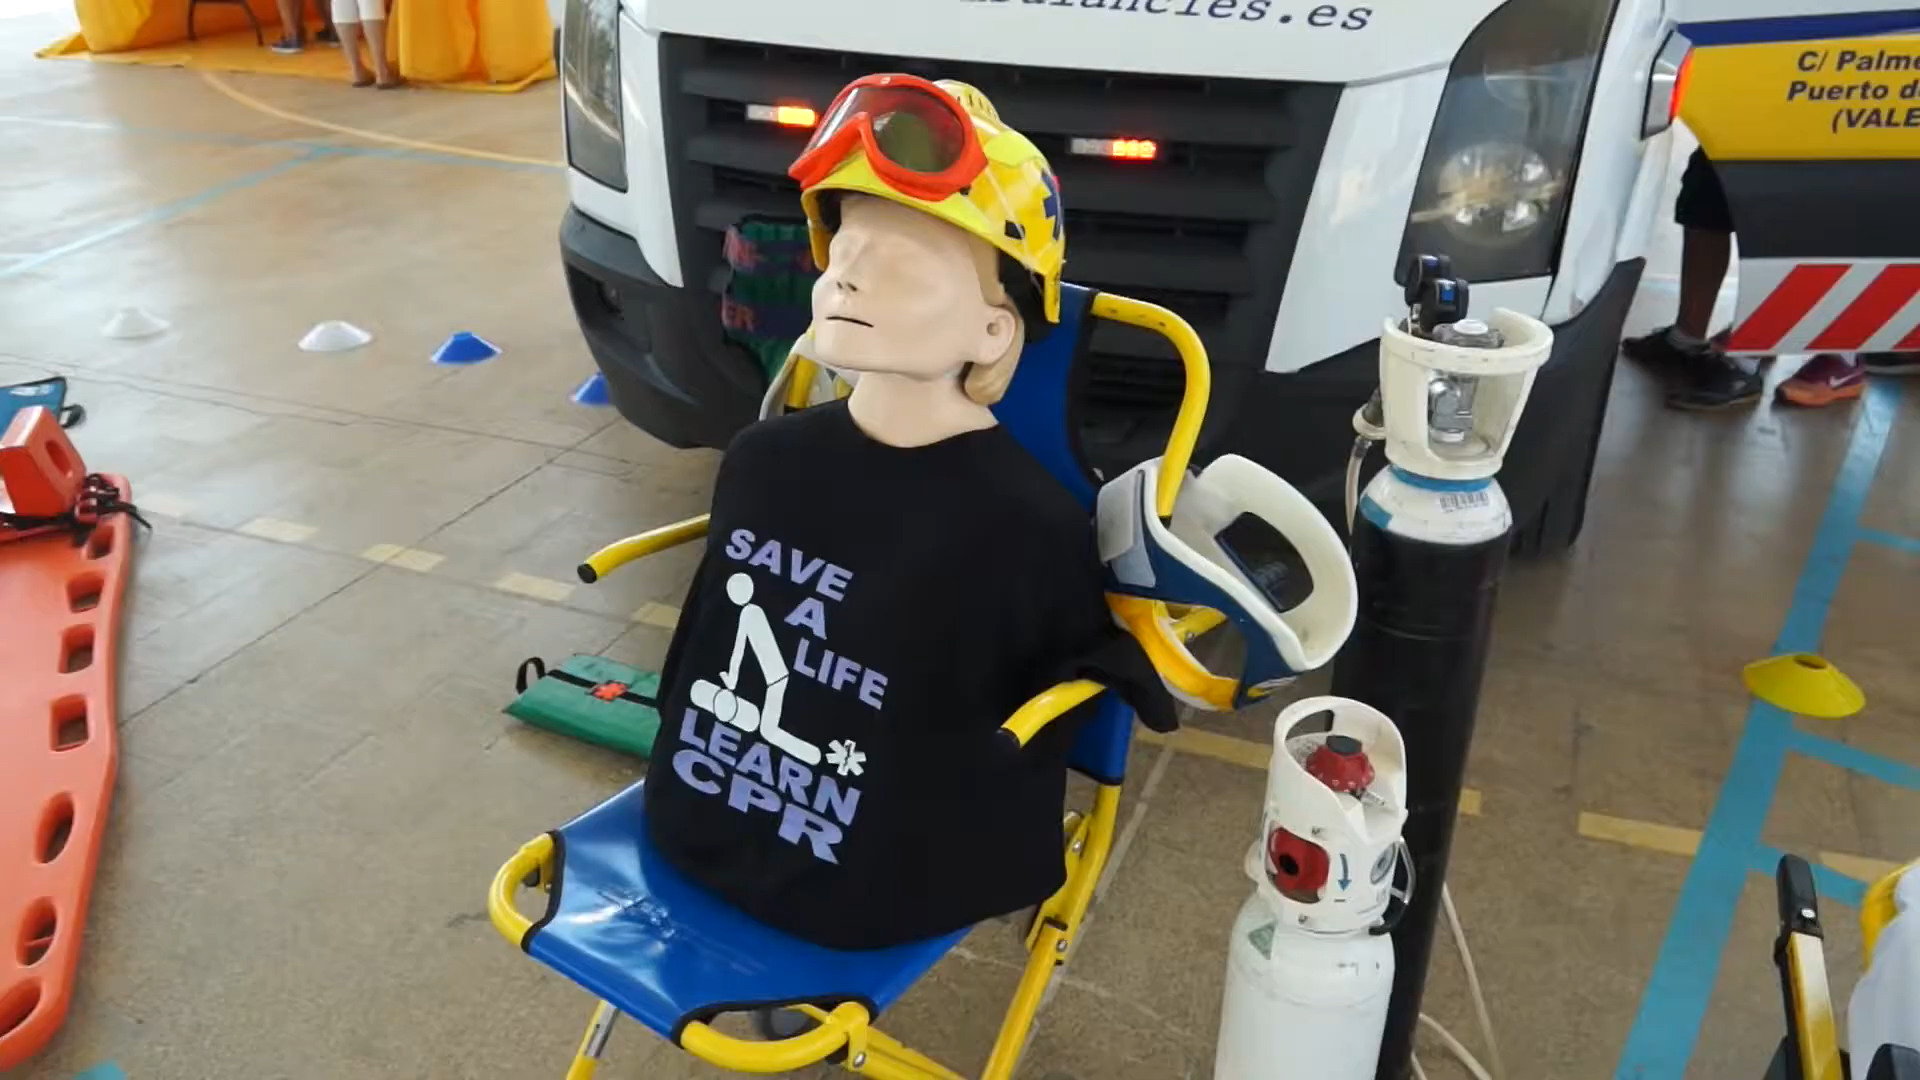 C/ Palme
Puerto d
(VALE
SAVE
A
LIFE
LEARN
CPR